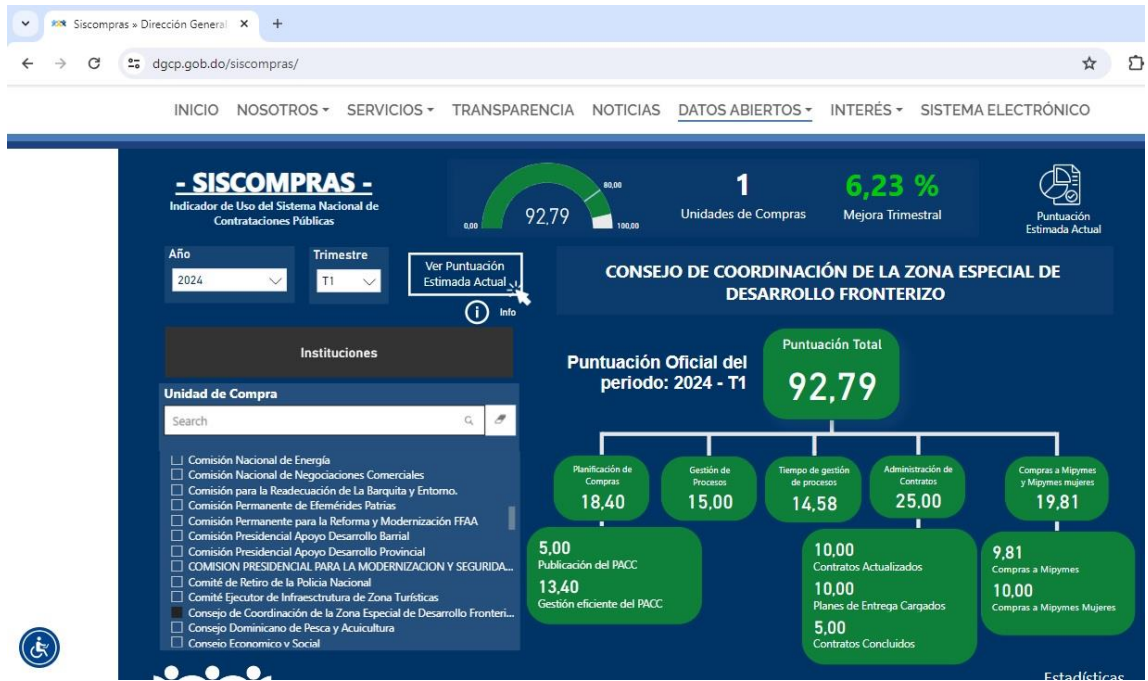 Siscompras » Dirección General
dgcp.gob.do/siscompras/
INICIO NOSOTROS SERVICIOS TRANSPARENCIA NOTICIAS DATOS ABIERTOS INTERÉS SISTEMA ELECTRÓNICO
- SISCOMPRAS -
Indicador de Uso del Sistema Nacional de
Contrataciones Públicas
0,00
92,79
80,00
100,00
1
Unidades de Compras
6,23 %
Mejora Trimestral
Puntuación
Estimada Actual
Año
2024
Trimestre
T1
Ver Puntuación
Estimada Actual
Info
CONSEJO DE COORDINACIÓN DE LA ZONA ESPECIAL DE
DESARROLLO FRONTERIZO
Instituciones
Unidad de Compra
Search
Comisión Nacional de Energía
Comisión Nacional de Negociaciones Comerciales
Comisión para la Readecuación de La Barquita y Entorno.
Comisión Permanente de Efemérides Patrias
Comisión Permanente para la Reforma y Modernización FFAA
Comisión Presidencial Apoyo Desarrollo Barrial
Comisión Presidencial Apoyo Desarrollo Provincial
COMISION PRESIDENCIAL PARA LA MODERNIZACION Y SEGURIDA...
Comité de Retiro de la Policia Nacional
Comité Ejecutor de Infraesctrutura de Zona Turísticas
Consejo de Coordinación de la Zona Especial de Desarrollo Fronteri...
Consejo Dominicano de Pesca y Acuicultura
Consejo Economico y Social
Puntuación Oficial del
periodo: 2024 - T1
Puntuación Total
92,79
Planificación de
Compras
18,40
Gestión de
Procesos
15,00
Tiempo de gestión
de procesos
14,58
Administración de
Contratos
25,00
Compras a Mipymes
y Mipymes mujeres
19,81
5,00
Publicación del PACC
13,40
Gestión eficiente del PACC
10,00
Contratos Actualizados
10,00
Planes de Entrega Cargados
5,00
Contratos Concluidos
9,81
Compras a Mipymes
10,00
Compras a Mipymes Mujeres
Estadísticas